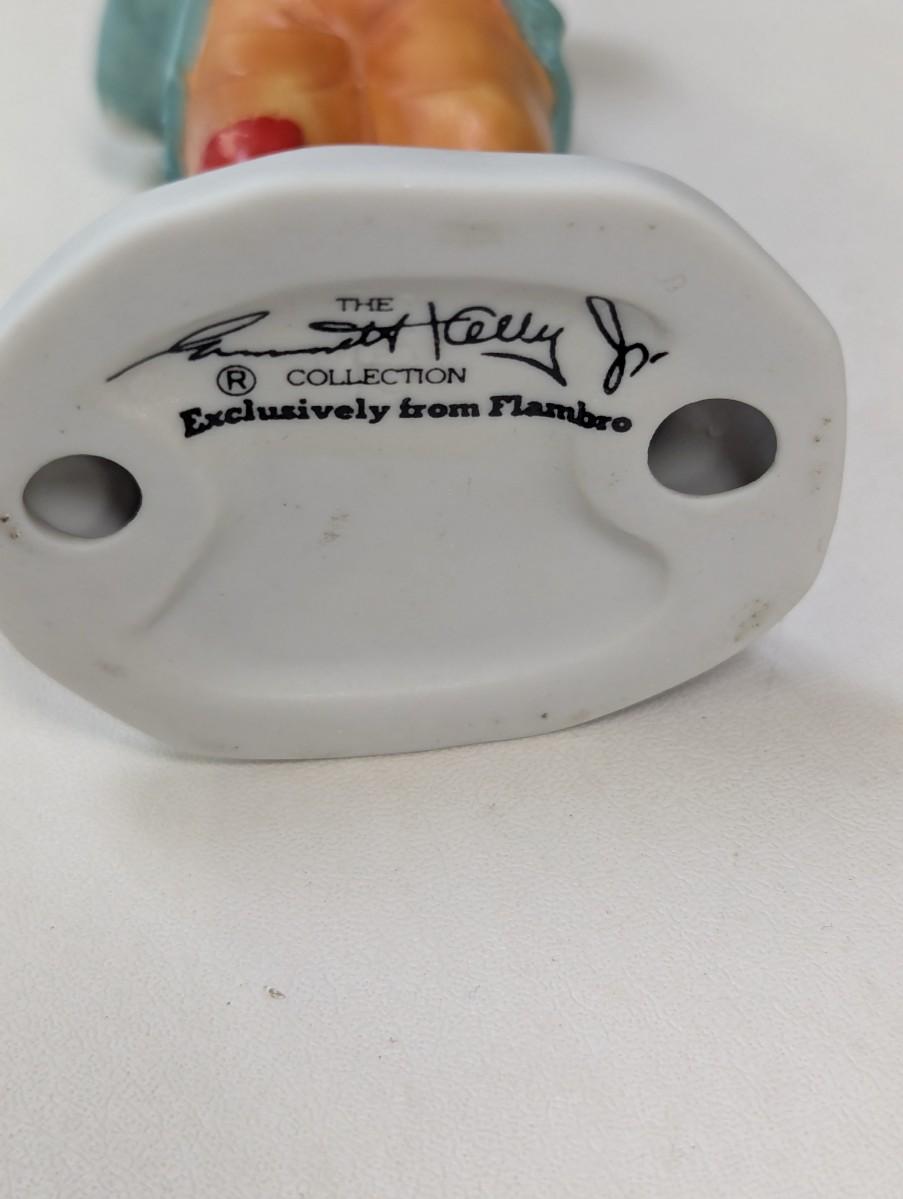 THE
Emmett Kelly Jr.
® COLLECTION
Exclusively from Flambro